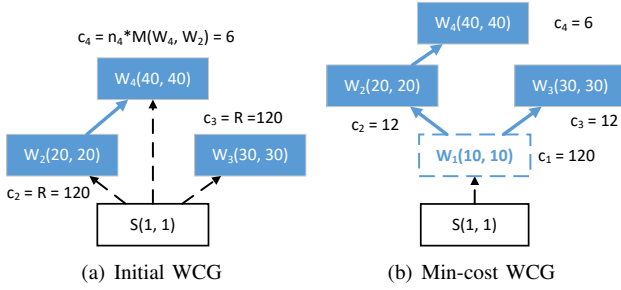 c₄ = n₄*M(W₄, W₂) = 6
W₄(40, 40)
c₃ = R =120
W₂(20, 20)
W₃(30, 30)
c₂ = R = 120
S(1, 1)
(a) Initial WCG
W₄(40, 40)
c₄ = 6
W₂(20, 20)
W₃(30, 30)
c₂ = 12
c₃ = 12
W₁(10, 10)
c₁ = 120
S(1, 1)
(b) Min-cost WCG